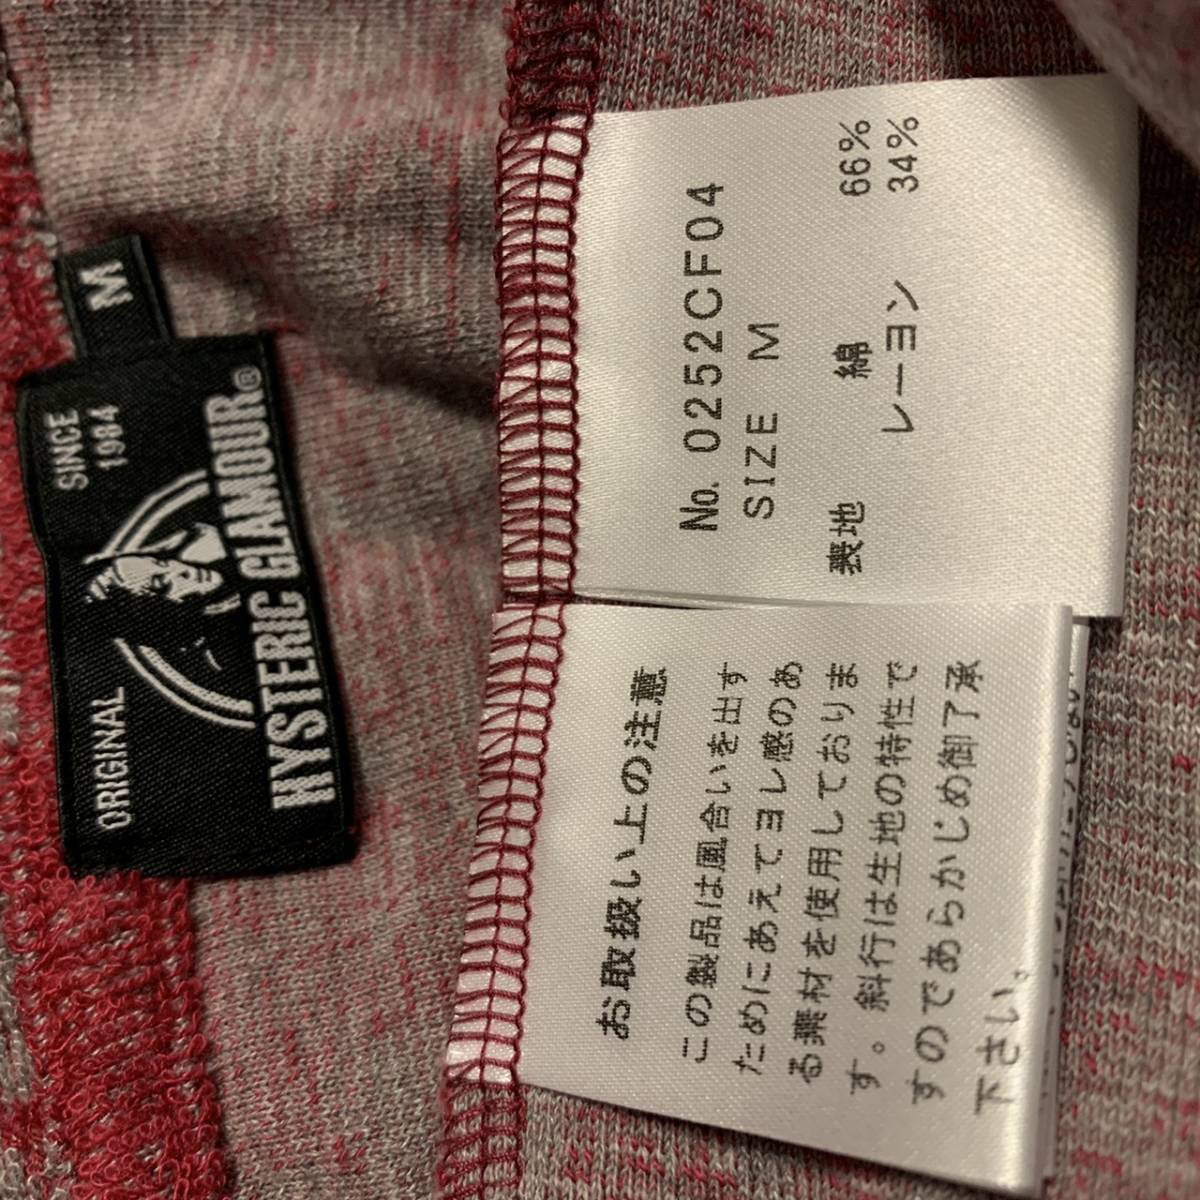 M
SINCE
1984
ORIGINAL
HYSTERIC GLAMOUR®
No. 0252CF04
SIZE M
表地 綿 66%
レーヨン 34%
お取扱い上の注意
この製品は風合いを出す
ためにあえてヨレ感のあ
る素材を使用しておりま
す。斜行は生地の特性で
すのであらかじめ御了承
下さい。